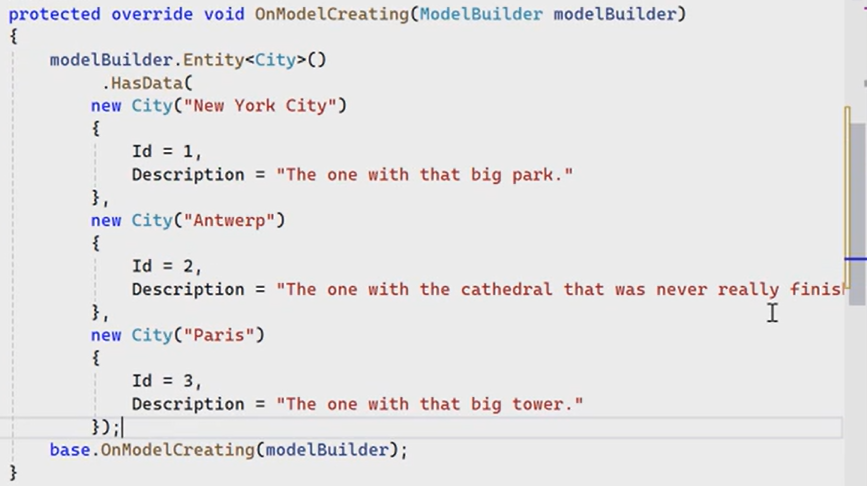 protected override void OnModelCreating(ModelBuilder modelBuilder)
{
    modelBuilder.Entity<City>()
         .HasData(
        new City("New York City")
        {
            Id = 1,
            Description = "The one with that big park."
        },
        new City("Antwerp")
        {
            Id = 2,
            Description = "The one with the cathedral that was never really
        },
        new City("Paris")
        {
            Id = 3,
            Description = "The one with that big tower."
        });
    base.OnModelCreating(modelBuilder);
}